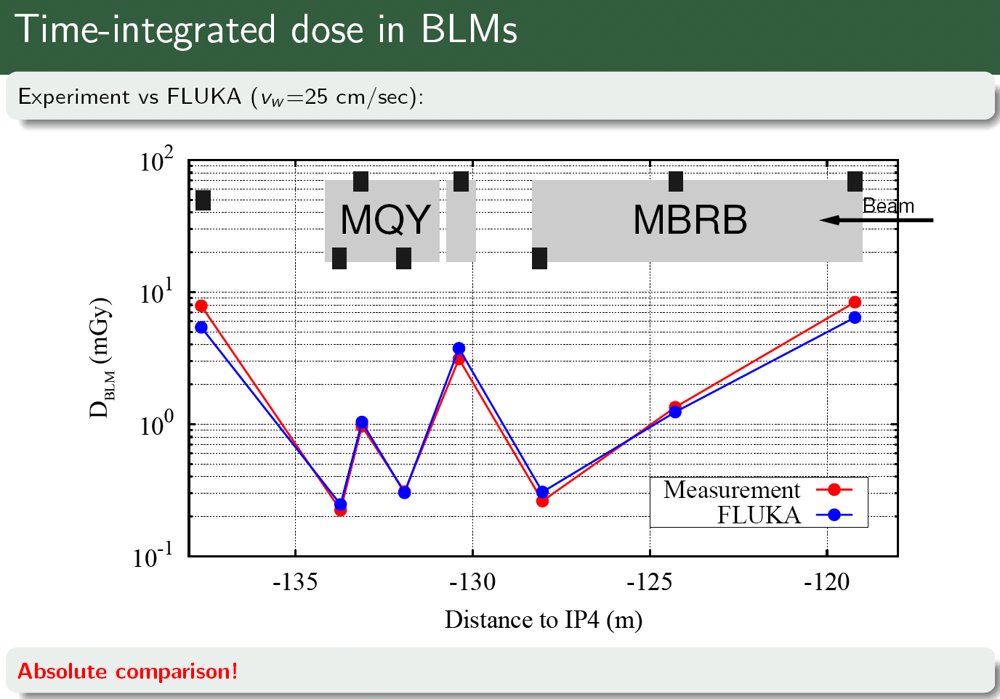 Time-integrated dose in BLMs
Experiment vs FLUKA (v_w=25 cm/sec):
10^2
MQY
MBRB
Beam
10^1
D_BLM (mGy)
10^0
Measurement
FLUKA
10^-1
-135
-130
-125
-120
Distance to IP4 (m)
Absolute comparison!